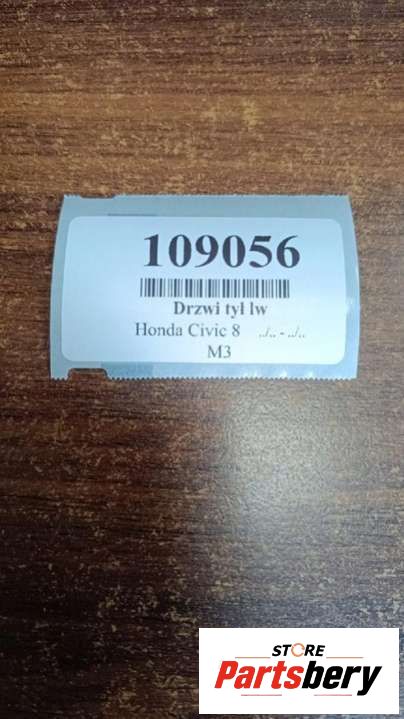 109056
Drzwi tył lw
Honda Civic 8 ../.. - ../..
M3
STORE
Partsbery